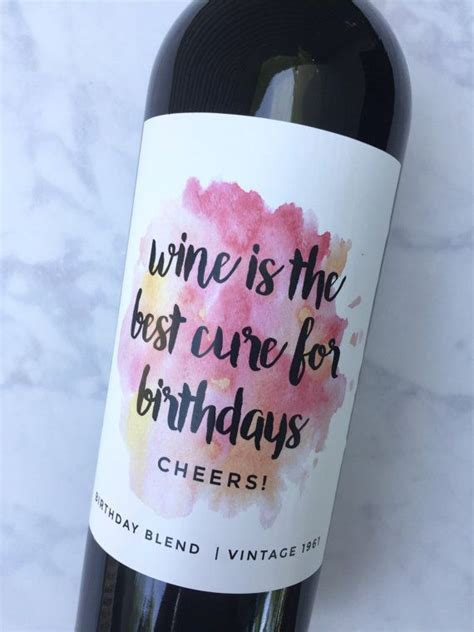 wine is the
best cure for
birthdays
CHEERS!
BIRTHDAY BLEND | VINTAGE 1961